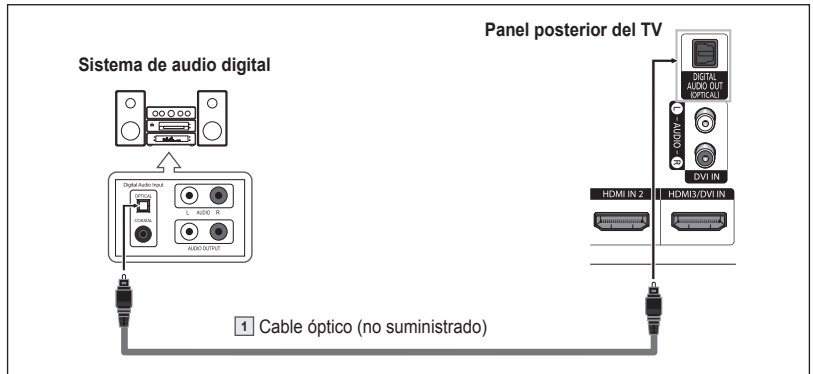 Panel posterior del TV
Sistema de audio digital
DIGITAL
AUDIO OUT
(OPTICAL)
L - AUDIO - R
DVI IN
HDMI IN 2
HDMI3/DVI IN
Digital Audio Input
OPTICAL
COAXIAL
L AUDIO R
AUDIO OUTPUT
1 Cable óptico (no suministrado)